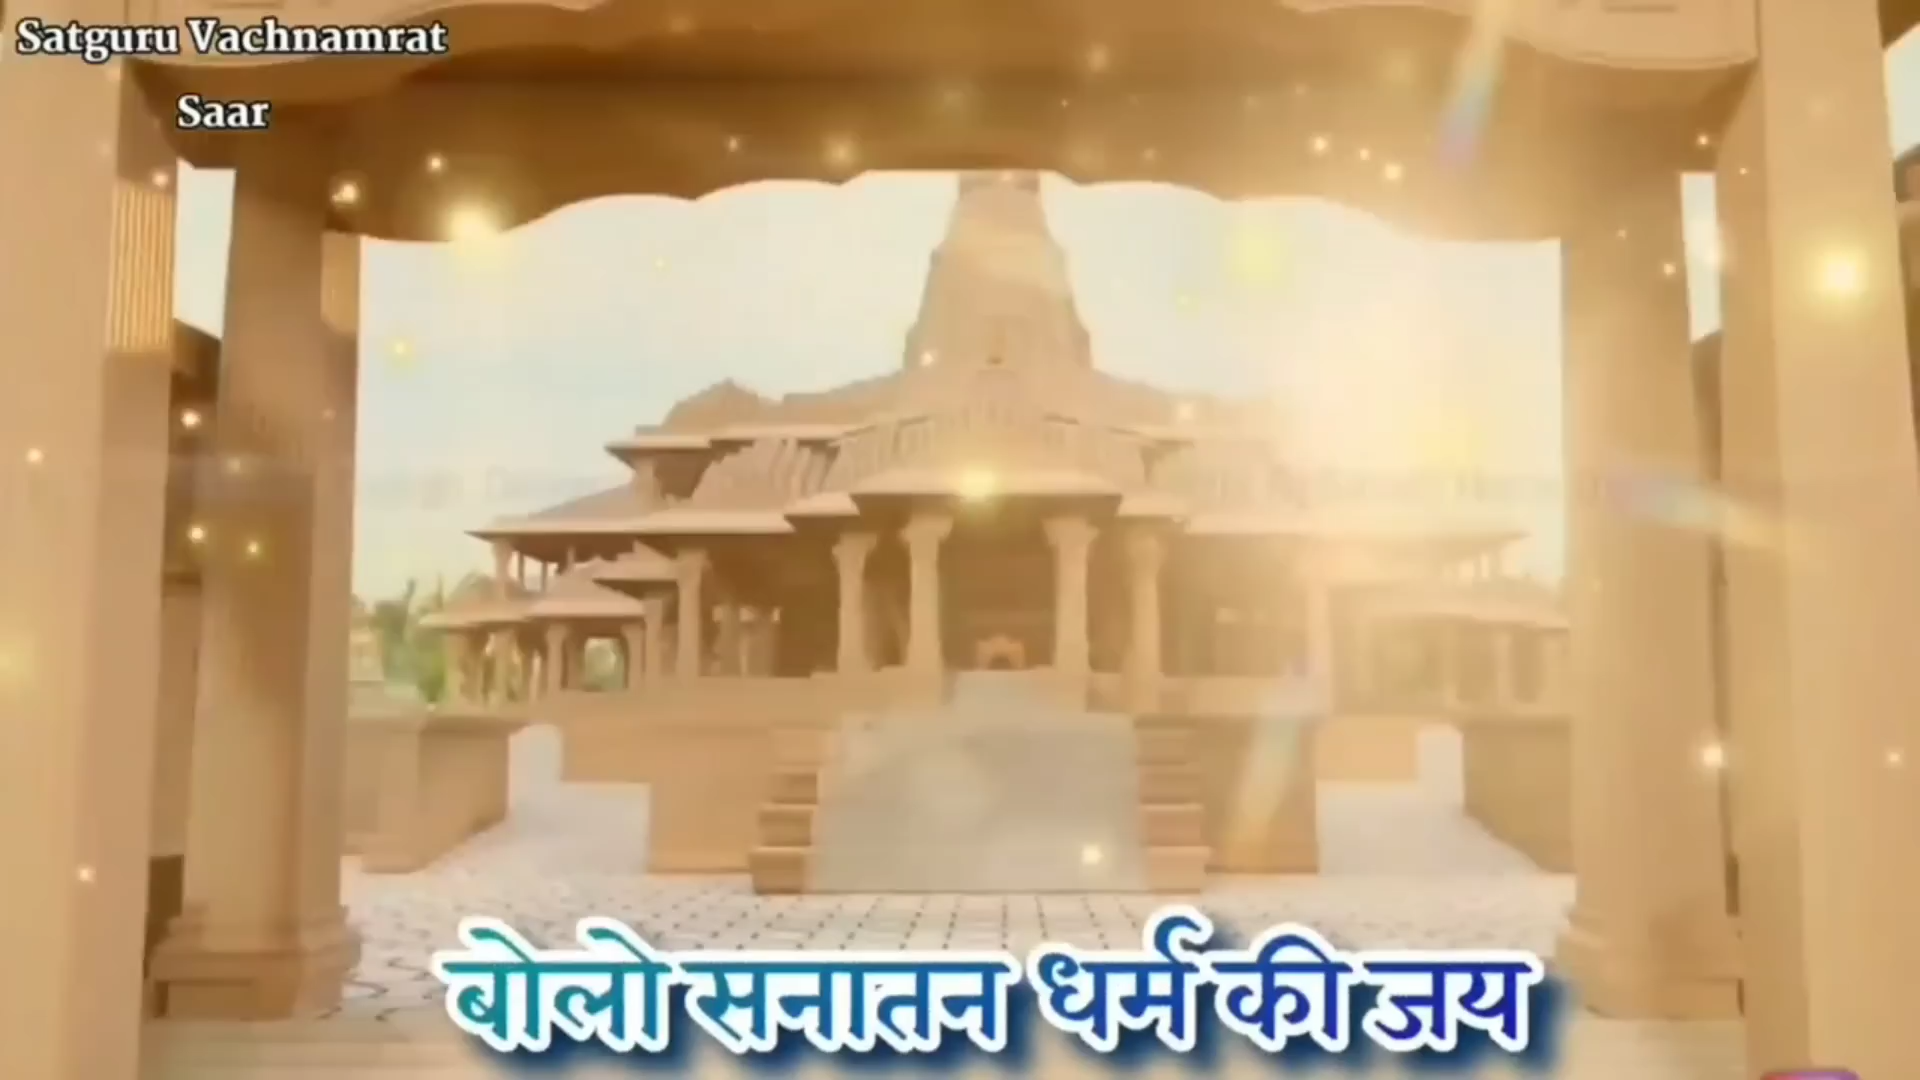 Satguru Vachnamrat
Saar
बोलो सनातन धर्म की जय